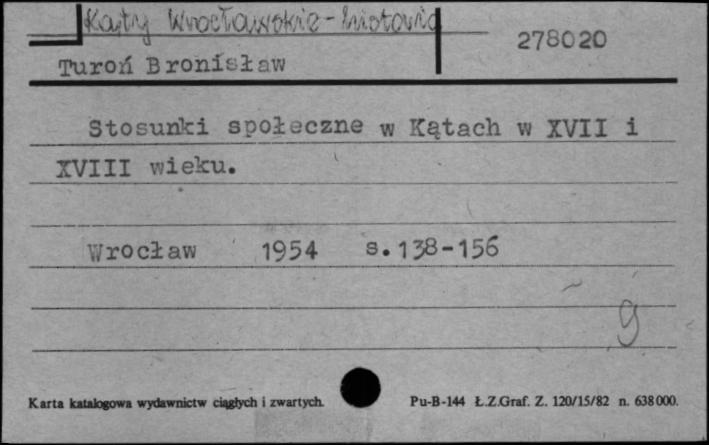 Kąty Wrocławskie - historia
278020
Turoń Bronisław
Stosunki społeczne w Kątach w XVII i
XVIII wieku.
Wrocław 1954 s.138-156
9
Karta katalogowa wydawnictw ciągłych i zwartych. Pu-B-144 Ł.Z.Graf. Z. 120/15/82 n. 638000.